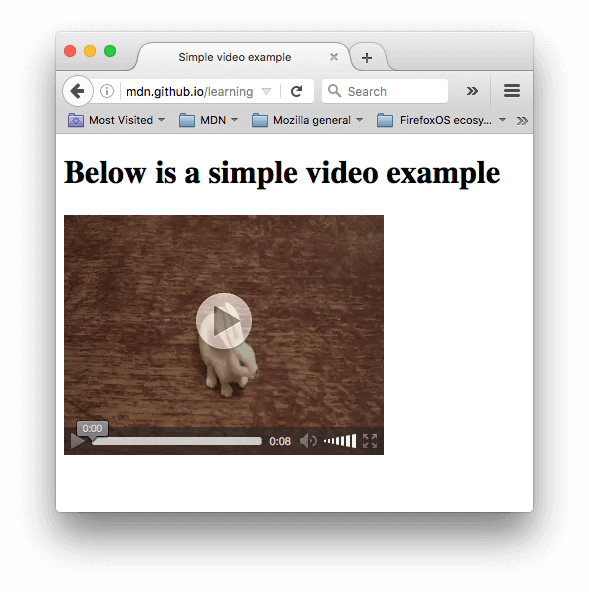 Simple video example
mdn.github.io/learning
Search
Most Visited MDN Mozilla general FirefoxOS ecosy...
Below is a simple video example
0:00
0:08